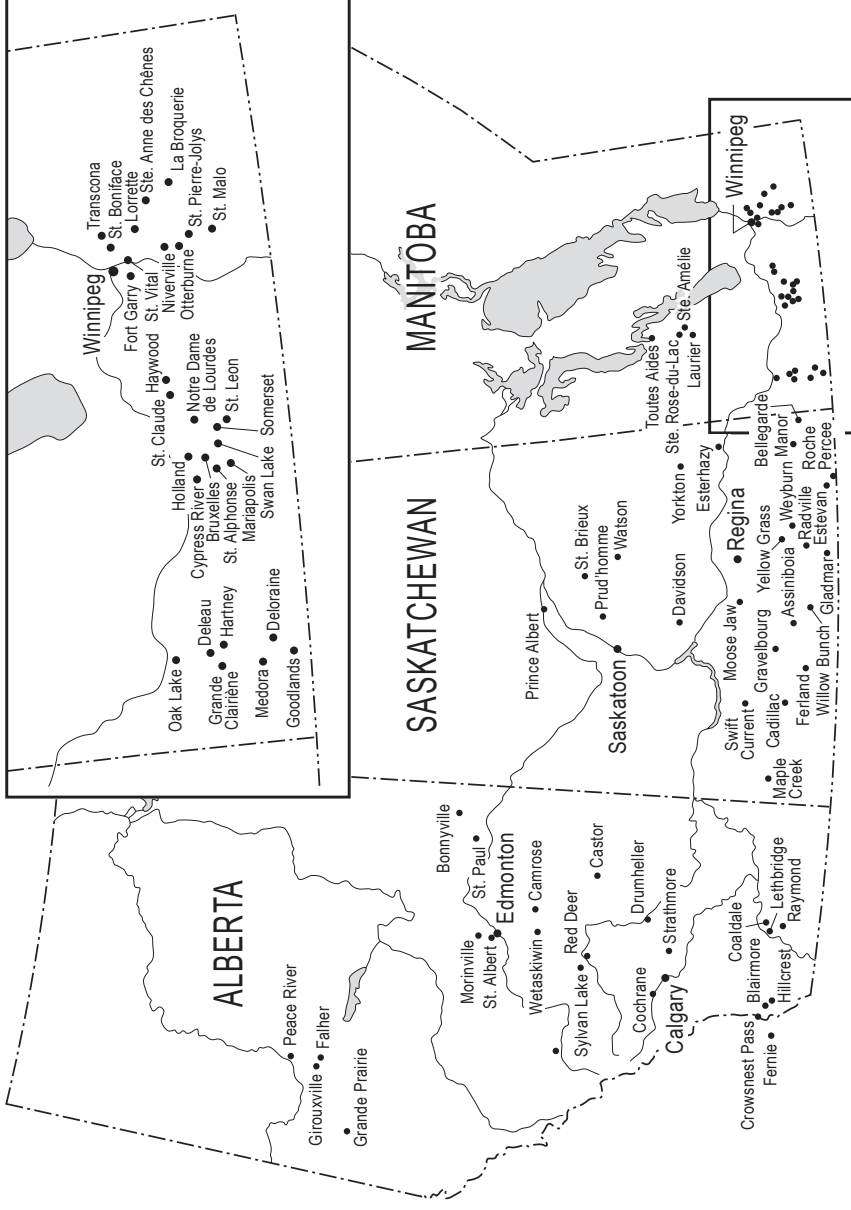 ALBERTA
Peace River
Girouxville
Falher
Grande Prairie
Bonnyville
St. Paul
Morinville
St. Albert
Edmonton
Wetaskiwin
Camrose
Red Deer
Sylvan Lake
Castor
Drumheller
Cochrane
Strathmore
Calgary
Coaldale
Lethbridge
Raymond
Blairmore
Hillcrest
Crowsnest Pass
Fernie
SASKATCHEWAN
Prince Albert
St. Brieux
Prud'homme
Watson
Saskatoon
Davidson
Yorkton
Esterhazy
Regina
Moose Jaw
Swift
Current
Maple
Creek
Cadillac
Gravelbourg
Ferland
Willow Bunch
Assiniboia
Yellow Grass
Gladmar
Radville
Weyburn
Estevan
Roche
Percee
Manor
Bellegarde
MANITOBA
Toutes Aides
Ste. Rose-du-Lac
Ste. Amélie
Laurier
Winnipeg
Winnipeg
Transcona
St. Boniface
Lorrette
Ste. Anne des Chênes
La Broquerie
St. Pierre-Jolys
St. Malo
Fort Garry
St. Vital
Niverville
Otterburne
St. Claude
Haywood
Notre Dame
de Lourdes
St. Leon
Somerset
Swan Lake
Holland
Cypress River
Bruxelles
St. Alphonse
Mariapolis
Oak Lake
Deleau
Hartney
Grande
Clairiène
Medora
Deloraine
Goodlands